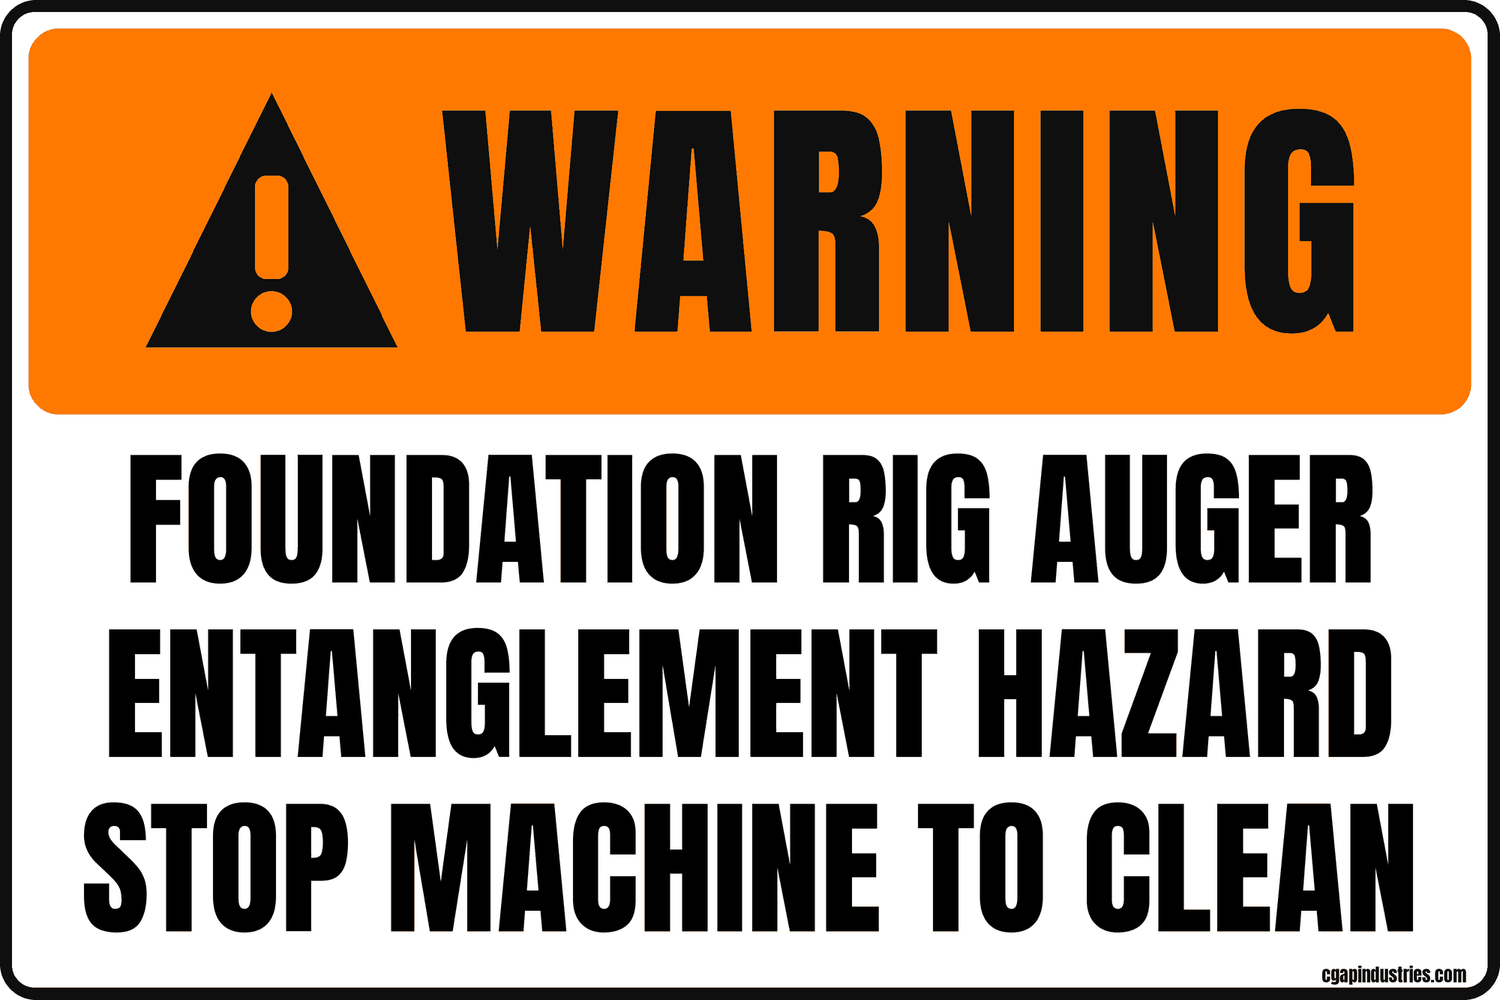 WARNING
FOUNDATION RIG AUGER
ENTANGLEMENT HAZARD
STOP MACHINE TO CLEAN
cgapindustries.com